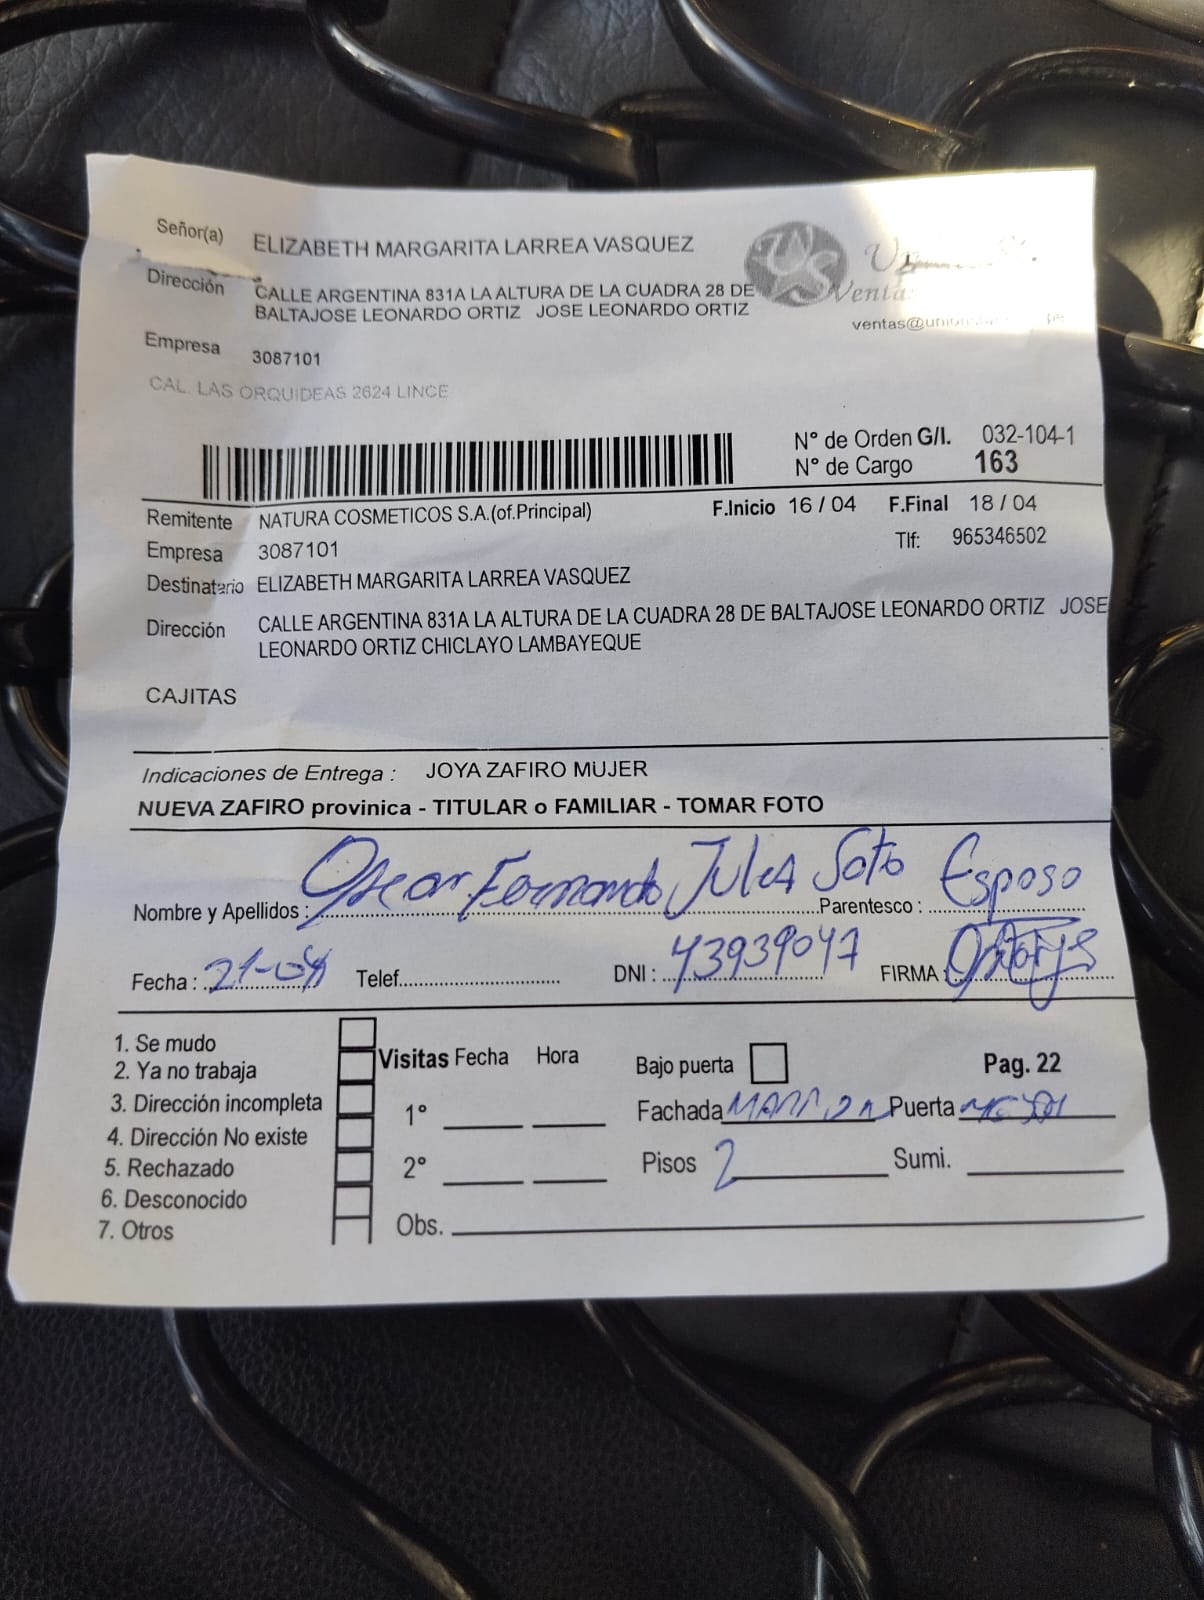 Señor(a) ELIZABETH MARGARITA LARREA VASQUEZ
Dirección CALLE ARGENTINA 831A LA ALTURA DE LA CUADRA 28 DE
BALTAJOSE LEONARDO ORTIZ JOSE LEONARDO ORTIZ
Ventas
ventas@union
Empresa 3087101
CAL. LAS ORQUIDEAS 2624 LINCE
N° de Orden G/I. 032-104-1
N° de Cargo 163
Remitente NATURA COSMETICOS S.A.(of.Principal) F.Inicio 16 / 04 F.Final 18 / 04
Empresa 3087101 Tlf: 965346502
Destinatario ELIZABETH MARGARITA LARREA VASQUEZ
Dirección CALLE ARGENTINA 831A LA ALTURA DE LA CUADRA 28 DE BALTAJOSE LEONARDO ORTIZ JOSE
LEONARDO ORTIZ CHICLAYO LAMBAYEQUE
CAJITAS
Indicaciones de Entrega : JOYA ZAFIRO MUJER
NUEVA ZAFIRO provinica - TITULAR o FAMILIAR - TOMAR FOTO
Nombre y Apellidos : Oscar Fernando Julca Soto Parentesco : Esposo
Fecha : 21-04 Telef. DNI : 43939047 FIRMA :
1. Se mudo
2. Ya no trabaja
3. Dirección incompleta
4. Dirección No existe
5. Rechazado
6. Desconocido
7. Otros
Visitas Fecha Hora
1°
2°
Obs.
Bajo puerta Pag. 22
Fachada Puerta
Pisos 2 Sumi.